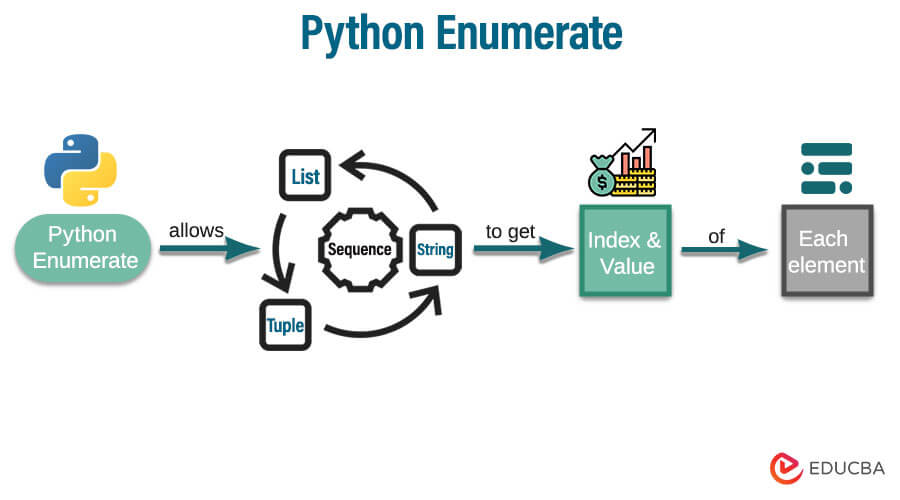 Python Enumerate
Python
Enumerate
allows
List
Sequence
String
Tuple
to get
$
Index &
Value
of
Each
element
EDUCBA